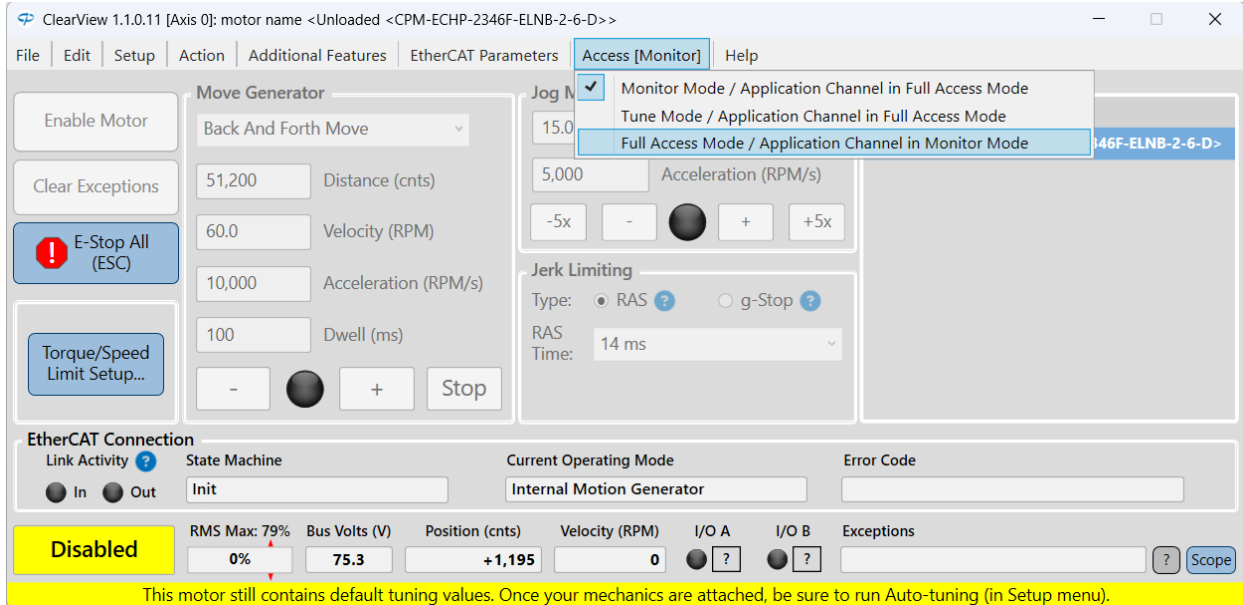 ClearView 1.1.0.11 [Axis 0]: motor name <Unloaded <CPM-ECHP-2346F-ELNB-2-6-D>>
File Edit Setup Action Additional Features EtherCAT Parameters Access [Monitor] Help
Monitor Mode / Application Channel in Full Access Mode
Tune Mode / Application Channel in Full Access Mode
Full Access Mode / Application Channel in Monitor Mode
Enable Motor
Clear Exceptions
E-Stop All
(ESC)
Torque/Speed
Limit Setup...
Move Generator
Back And Forth Move
51,200 Distance (cnts)
60.0 Velocity (RPM)
10,000 Acceleration (RPM/s)
100 Dwell (ms)
- + Stop
Jog M
15.0
5,000 Acceleration (RPM/s)
-5x - + +5x
Jerk Limiting
Type: RAS ? g-Stop ?
RAS
Time: 14 ms
346F-ELNB-2-6-D>
EtherCAT Connection
Link Activity ? State Machine Current Operating Mode Error Code
In Out Init Internal Motion Generator
Disabled
RMS Max: 79% Bus Volts (V) Position (cnts) Velocity (RPM) I/O A I/O B Exceptions
0% 75.3 +1,195 0 ? ? ? Scope
This motor still contains default tuning values. Once your mechanics are attached, be sure to run Auto-tuning (in Setup menu).